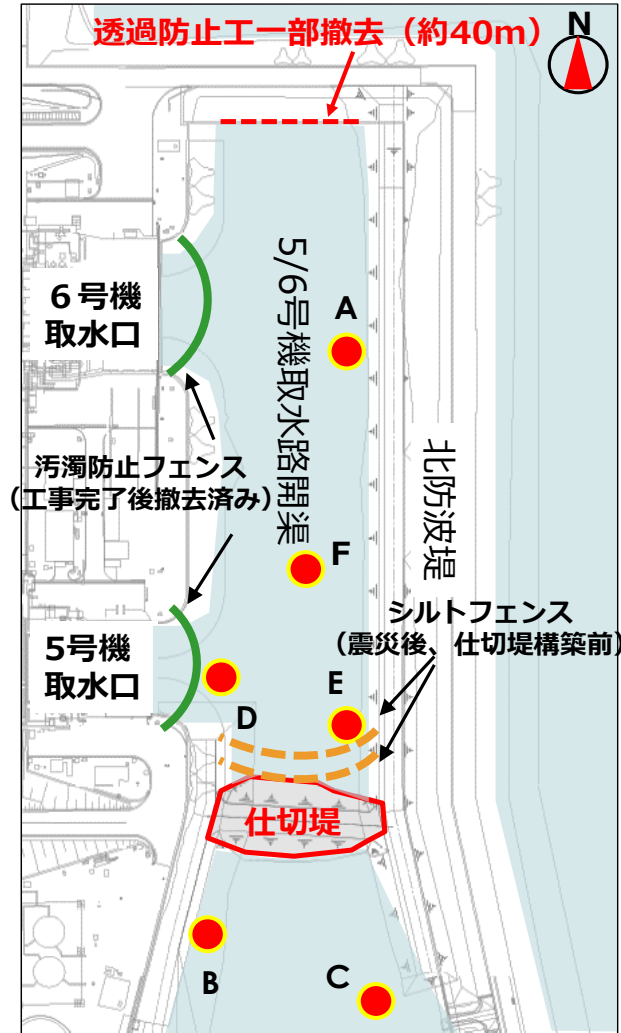 透過防止工一部撤去（約40m）
N
６号機
取水口
A
5/6号機取水路開渠
汚濁防止フェンス
（工事完了後撤去済み）
北防波堤
F
シルトフェンス
（震災後、仕切堤構築前）
5号機
取水口
E
D
仕切堤
B
C